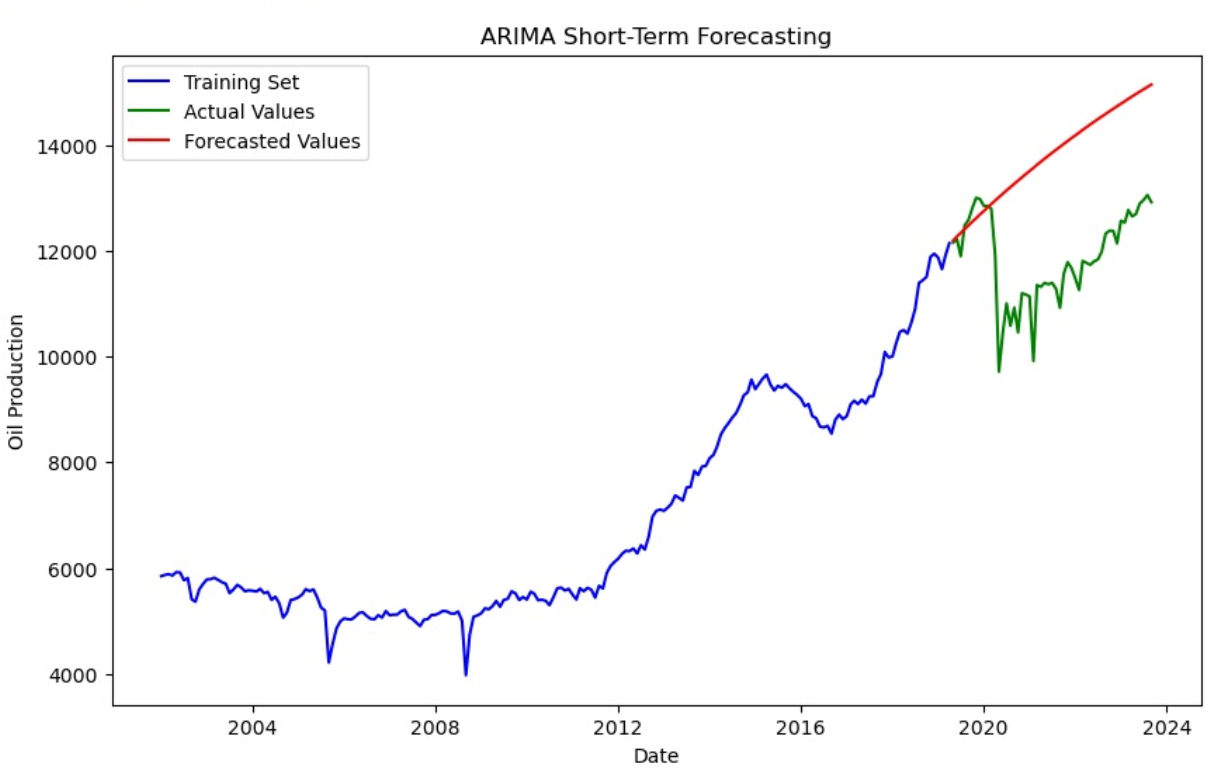 ARIMA Short-Term Forecasting
Training Set
Actual Values
Forecasted Values
14000
12000
10000
8000
6000
4000
Oil Production
2004
2008
2012
2016
2020
2024
Date